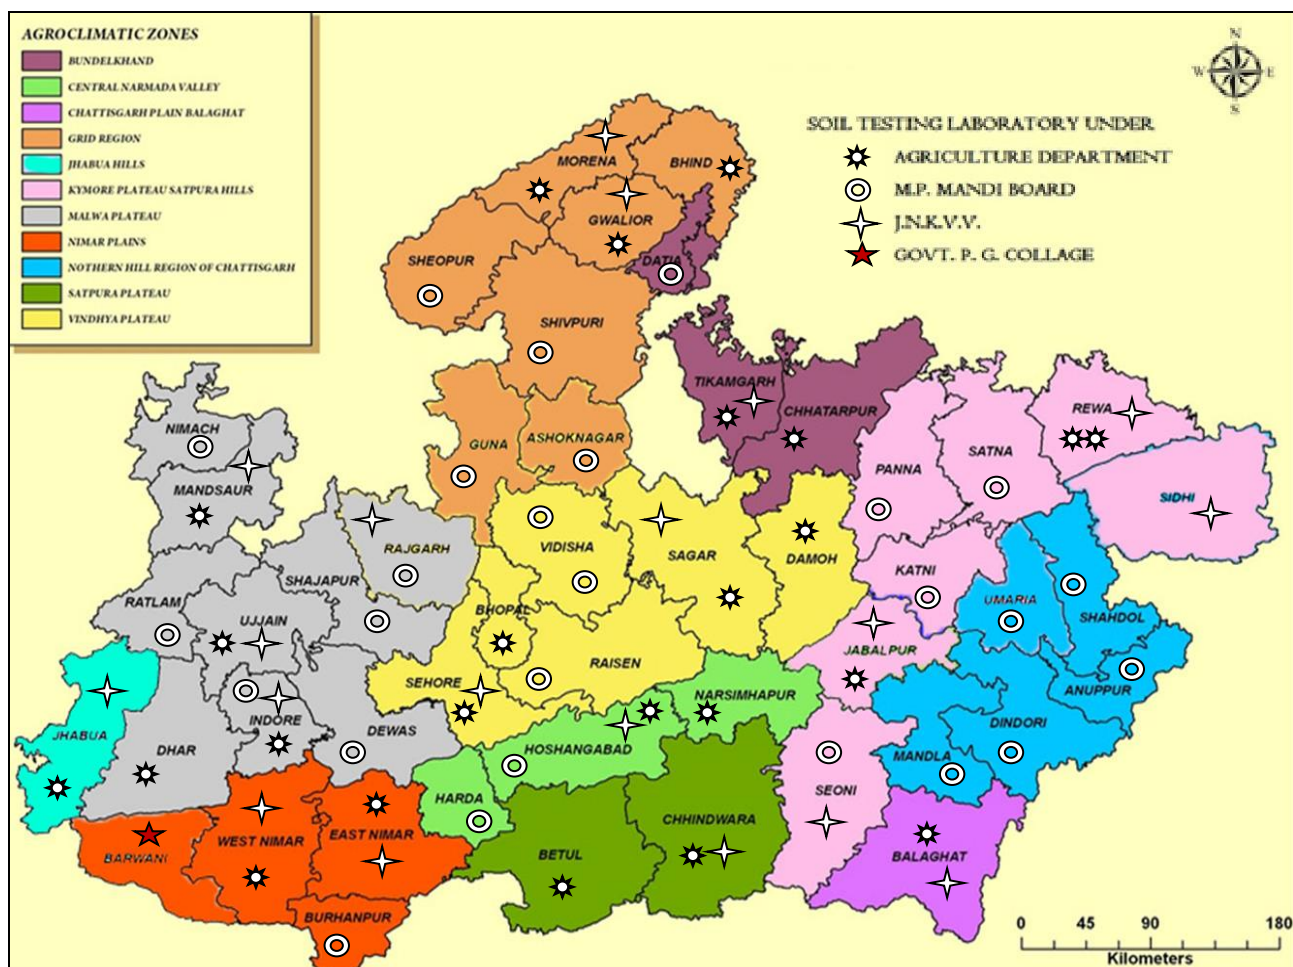 AGROCLIMATIC ZONES
BUNDELKHAND
CENTRAL NARMADA VALLEY
CHATTISGARH PLAIN BALAGHAT
GRID REGION
JHABUA HILLS
KYMORE PLATEAU SATPURA HILLS
MALWA PLATEAU
NIMAR PLAINS
NOTHERN HILL REGION OF CHATTISGARH
SATPURA PLATEAU
VINDHYA PLATEAU
N
W E
S
SOIL TESTING LABORATORY UNDER
AGRICULTURE DEPARTMENT
M.P. MANDI BOARD
J.N.K.V.V.
GOVT. P. G. COLLAGE
MORENA
BHIND
GWALIOR
SHEOPUR
DATIA
SHIVPURI
TIKAMGARH
CHHATARPUR
REWA
NIMACH
GUNA
ASHOKNAGAR
PANNA
SATNA
MANDSAUR
SIDHI
RAJGARH
VIDISHA
SAGAR
DAMOH
SHAJAPUR
KATNI
RATLAM
UJJAIN
BHOPAL
UMARIA
SHAHDOL
RAISEN
JABALPUR
SEHORE
NARSIMHAPUR
ANUPPUR
JHABUA
DHAR
INDORE
DEWAS
HOSHANGABAD
DINDORI
MANDLA
HARDA
SEONI
BARWANI
WEST NIMAR
EAST NIMAR
CHHINDWARA
BETUL
BALAGHAT
BURHANPUR
0 45 90 180
Kilometers